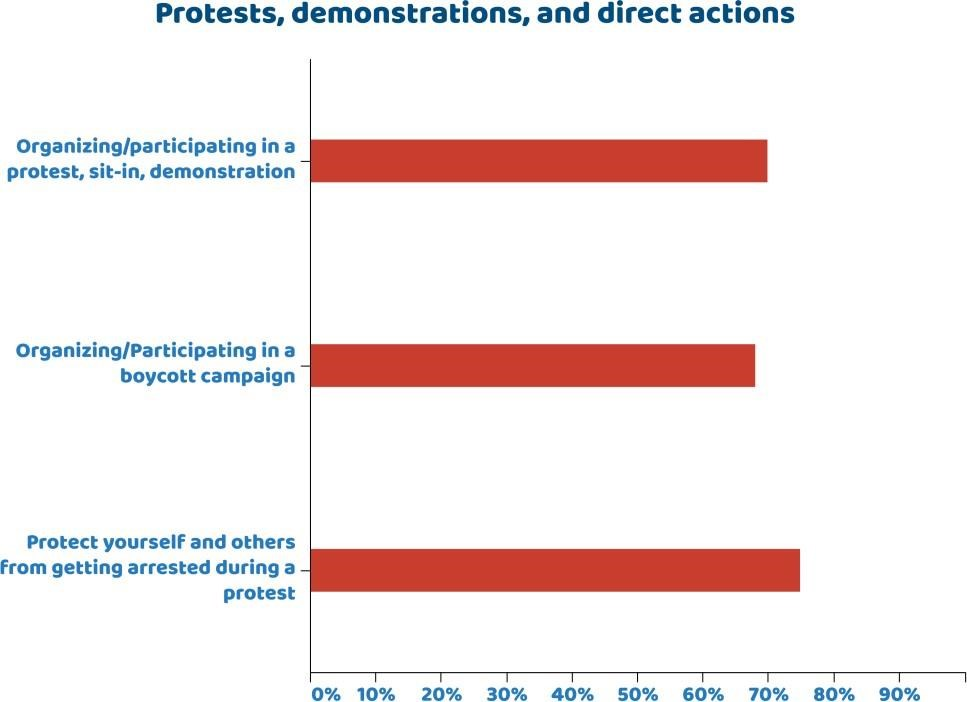 Protests, demonstrations, and direct actions
Organizing/participating in a
protest, sit-in, demonstration
Organizing/Participating in a
boycott campaign
Protect yourself and others
from getting arrested during a
protest
0% 10% 20% 30% 40% 50% 60% 70% 80% 90%